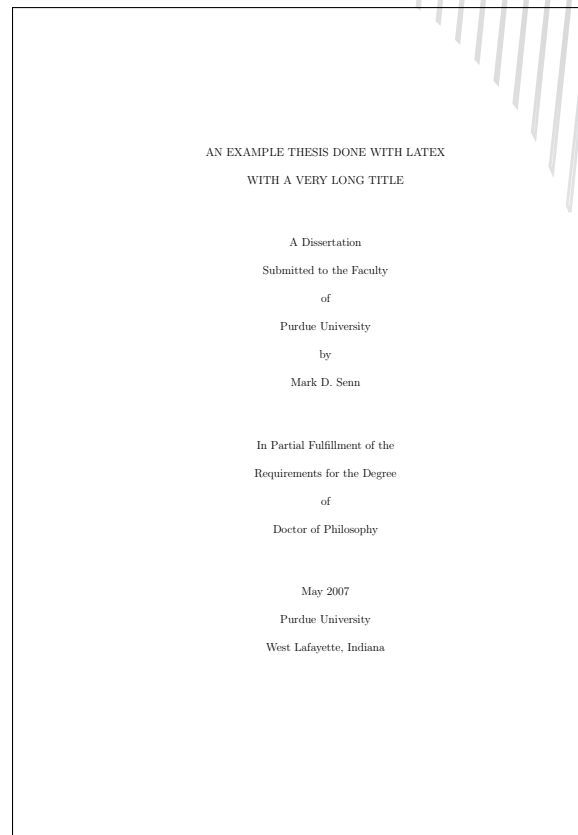 AN EXAMPLE THESIS DONE WITH LATEX
WITH A VERY LONG TITLE
A Dissertation
Submitted to the Faculty
of
Purdue University
by
Mark D. Senn
In Partial Fulfillment of the
Requirements for the Degree
of
Doctor of Philosophy
May 2007
Purdue University
West Lafayette, Indiana